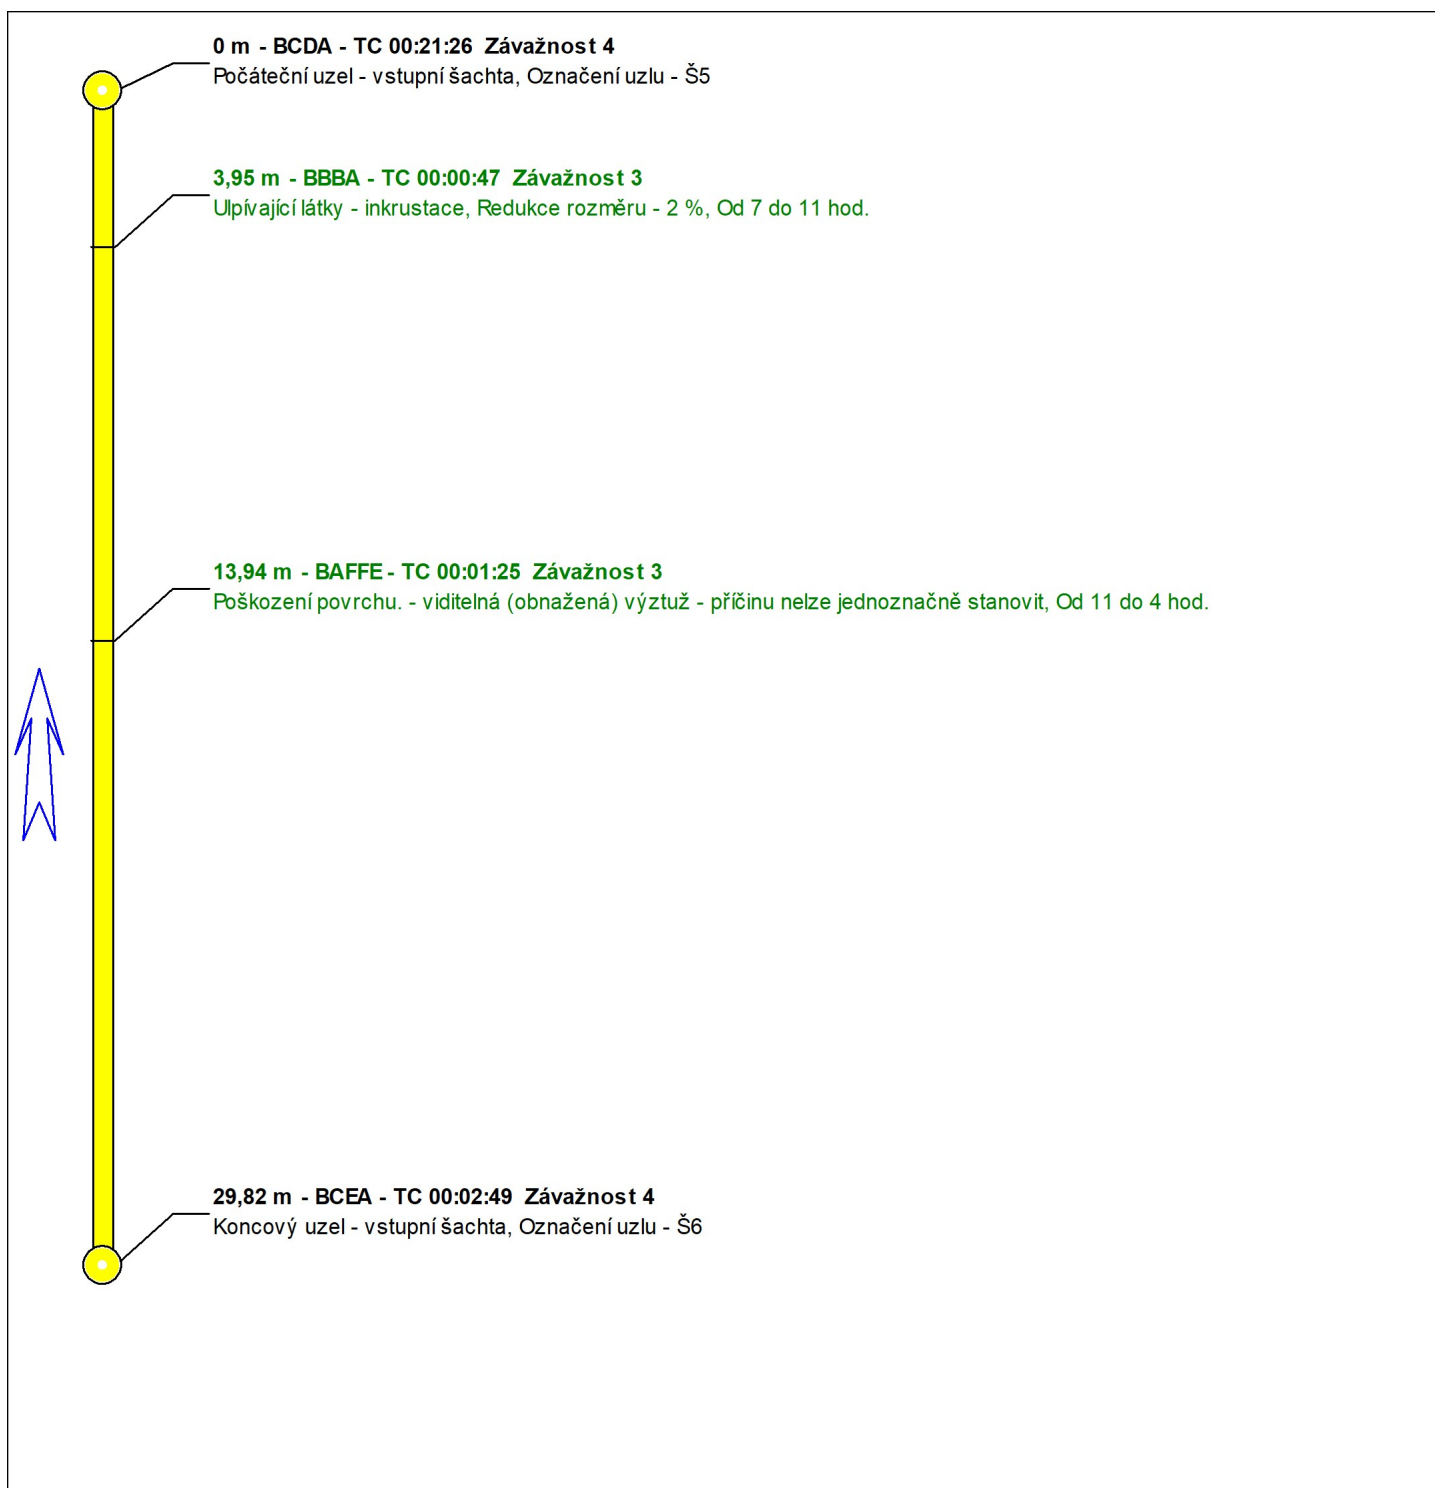 0 m - BCDA - TC 00:21:26 Závažnost 4
Počáteční uzel - vstupní šachta, Označení uzlu - Š5
3,95 m - BBBA - TC 00:00:47 Závažnost 3
Ulpívající látky - inkrustace, Redukce rozměru - 2 %, Od 7 do 11 hod.
13,94 m - BAFFE - TC 00:01:25 Závažnost 3
Poškození povrchu. - viditelná (obnažená) výztuž - příčinu nelze jednoznačně stanovit, Od 11 do 4 hod.
29,82 m - BCEA - TC 00:02:49 Závažnost 4
Koncový uzel - vstupní šachta, Označení uzlu - Š6